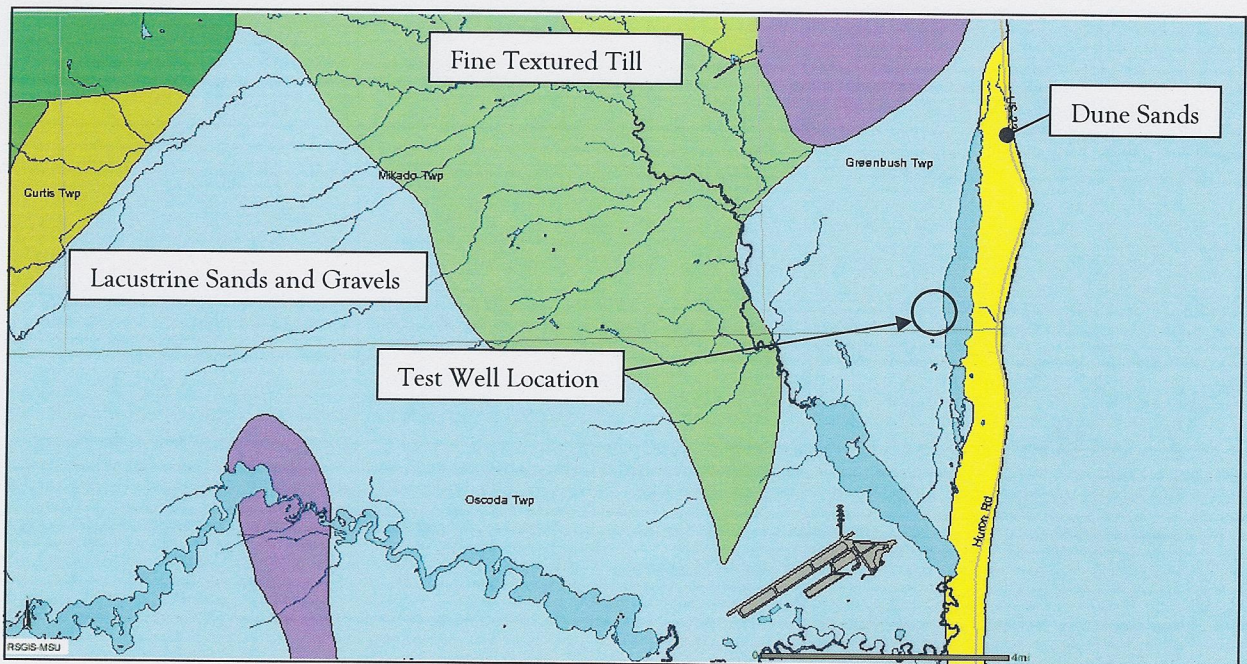 Fine Textured Till
Dune Sands
Greenbush Twp
Mikado Twp
Curtis Twp
Lacustrine Sands and Gravels
Test Well Location
Oscoda Twp
Huron Rd
RSGIS-MSU
0
4mi